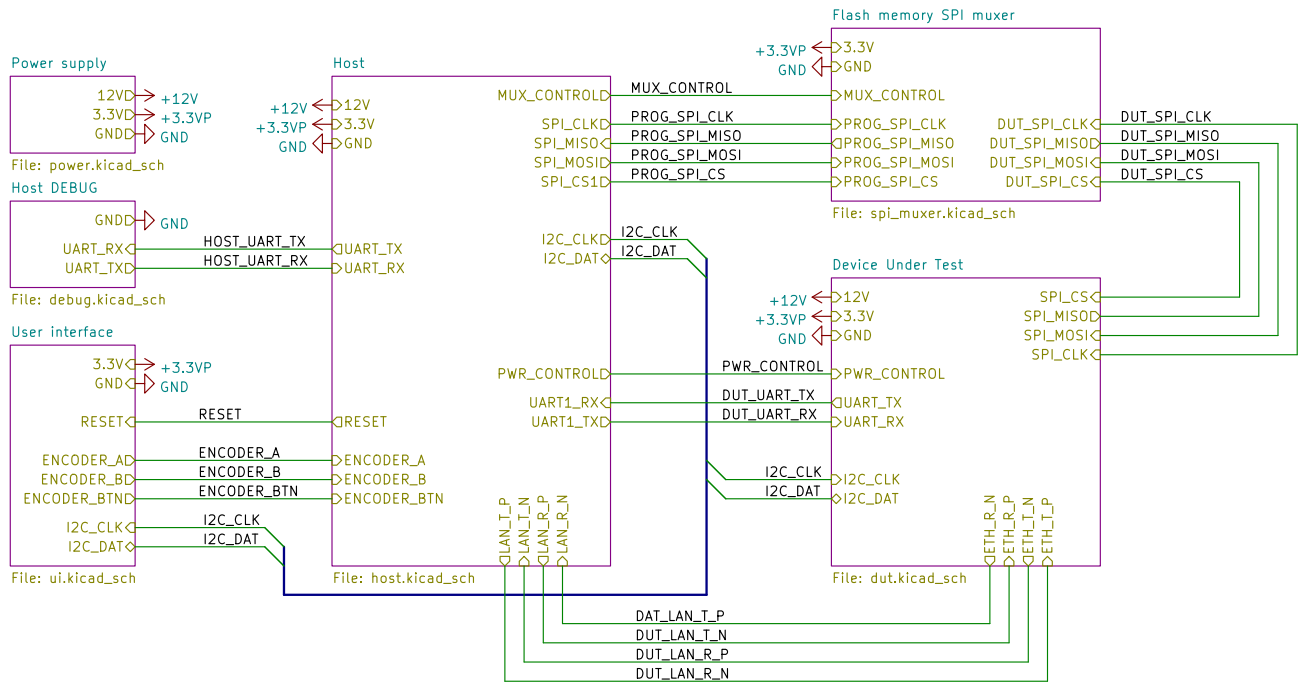 Power supply
12V
+12V
3.3V
+3.3VP
GND
GND
File: power.kicad_sch
Host DEBUG
GND
GND
UART_RX
HOST_UART_TX
UART_TX
HOST_UART_RX
File: debug.kicad_sch
User interface
3.3V
+3.3VP
GND
GND
RESET
RESET
ENCODER_A
ENCODER_A
ENCODER_B
ENCODER_B
ENCODER_BTN
ENCODER_BTN
I2C_CLK
I2C_CLK
I2C_DAT
I2C_DAT
File: ui.kicad_sch
Host
+12V
12V
+3.3VP
3.3V
GND
GND
UART_TX
UART_RX
RESET
ENCODER_A
ENCODER_B
ENCODER_BTN
MUX_CONTROL
SPI_CLK
SPI_MISO
SPI_MOSI
SPI_CS1
I2C_CLK
I2C_DAT
PWR_CONTROL
UART1_RX
UART1_TX
LAN_T_P
LAN_T_N
LAN_R_P
LAN_R_N
File: host.kicad_sch
MUX_CONTROL
PROG_SPI_CLK
PROG_SPI_MISO
PROG_SPI_MOSI
PROG_SPI_CS
I2C_CLK
I2C_DAT
PWR_CONTROL
DUT_UART_TX
DUT_UART_RX
I2C_CLK
I2C_DAT
Flash memory SPI muxer
+3.3VP
3.3V
GND
GND
MUX_CONTROL
PROG_SPI_CLK
PROG_SPI_MISO
PROG_SPI_MOSI
PROG_SPI_CS
DUT_SPI_CLK
DUT_SPI_MISO
DUT_SPI_MOSI
DUT_SPI_CS
DUT_SPI_CLK
DUT_SPI_MISO
DUT_SPI_MOSI
DUT_SPI_CS
File: spi_muxer.kicad_sch
Device Under Test
+12V
12V
+3.3VP
3.3V
GND
GND
SPI_CS
SPI_MISO
SPI_MOSI
SPI_CLK
PWR_CONTROL
UART_TX
UART_RX
I2C_CLK
I2C_DAT
ETH_R_N
ETH_R_P
ETH_T_N
ETH_T_P
File: dut.kicad_sch
DAT_LAN_T_P
DUT_LAN_T_N
DUT_LAN_R_P
DUT_LAN_R_N